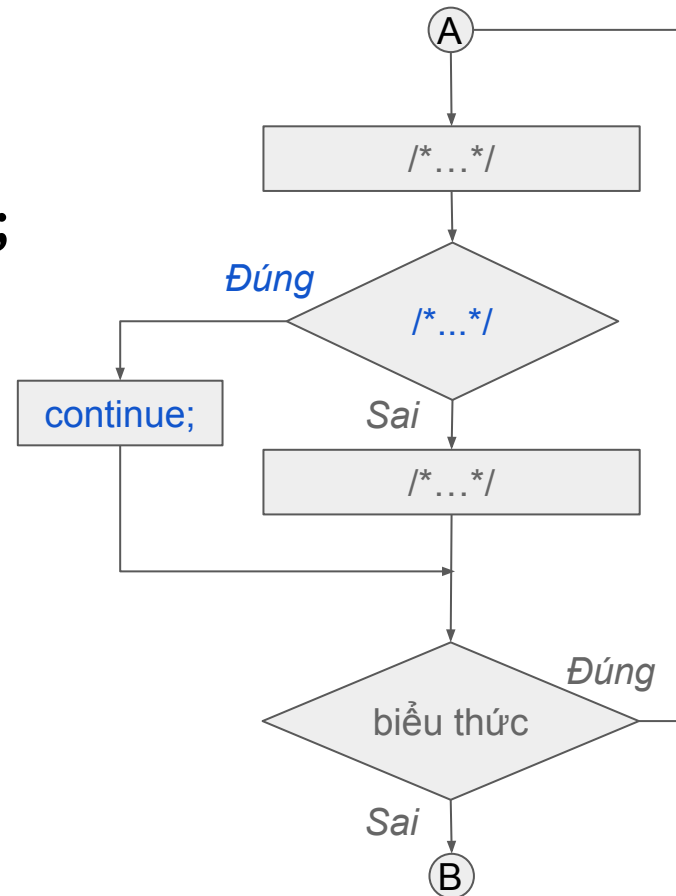 A
/*…*/
;
Đúng
/*...*/
continue;
Sai
/*…*/
Đúng
biểu thức
Sai
B